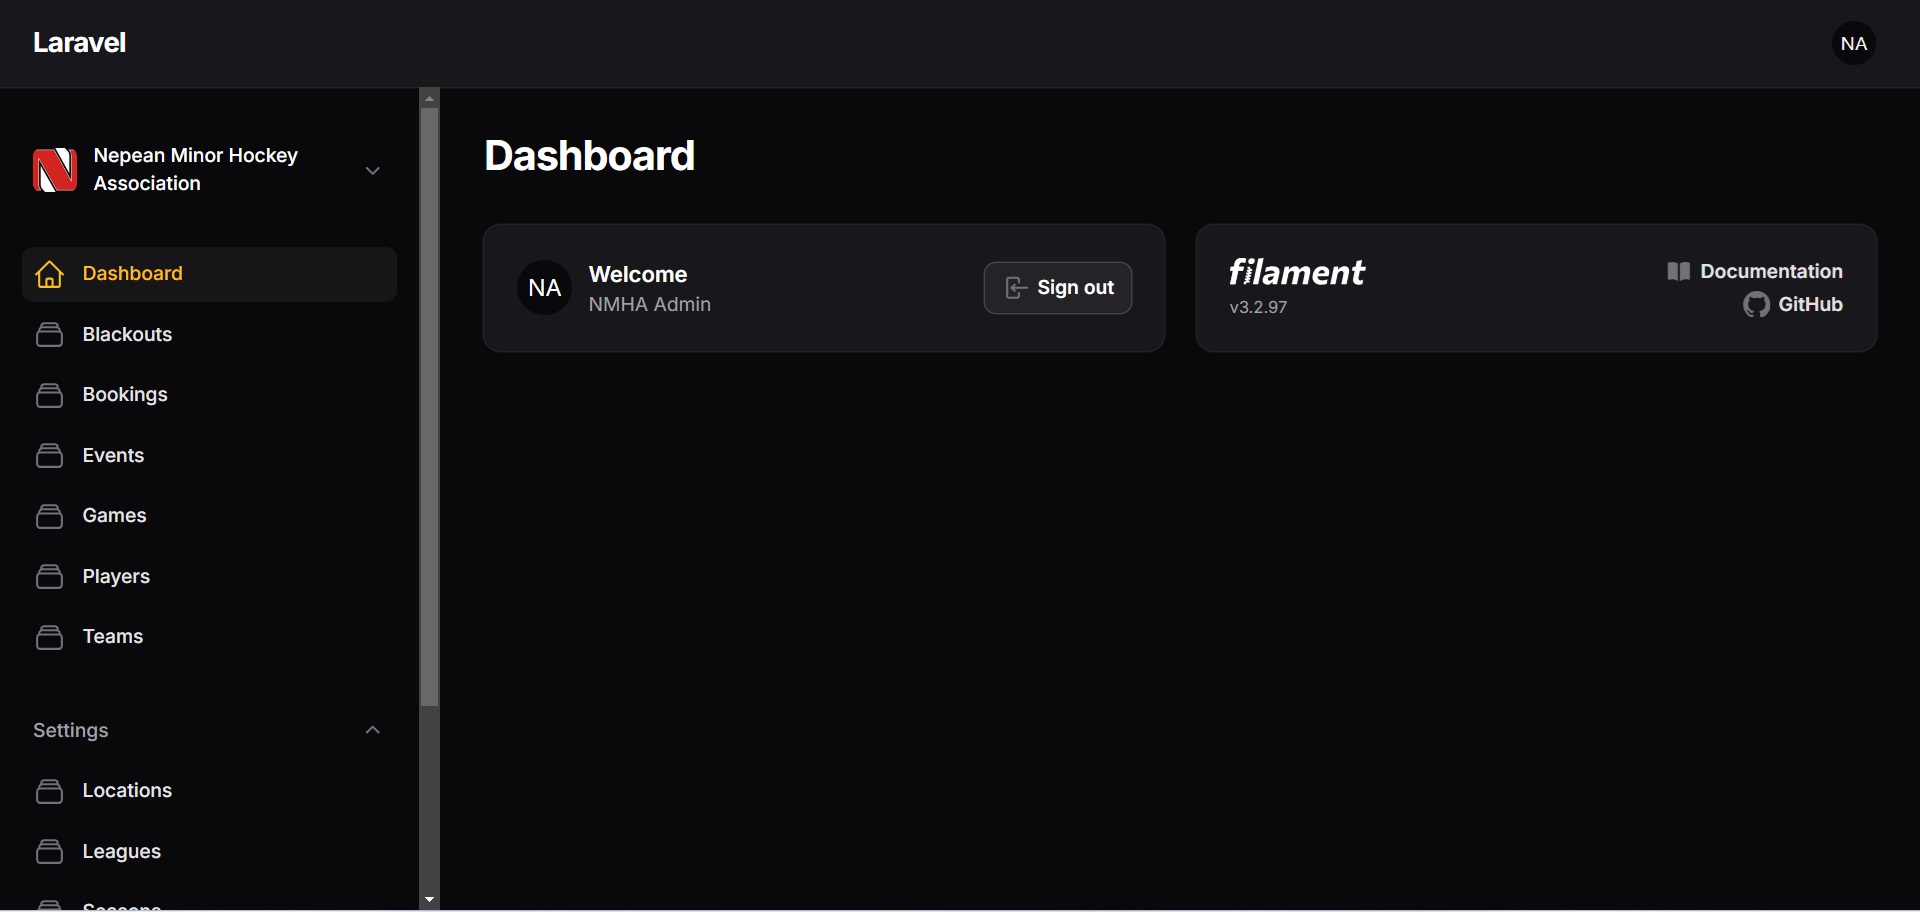 Laravel
NA
Nepean Minor Hockey
Association
Dashboard
Blackouts
Bookings
Events
Games
Players
Teams
Settings
Locations
Leagues
Seasons
Dashboard
NA
Welcome
NMHA Admin
Sign out
filament
v3.2.97
Documentation
GitHub